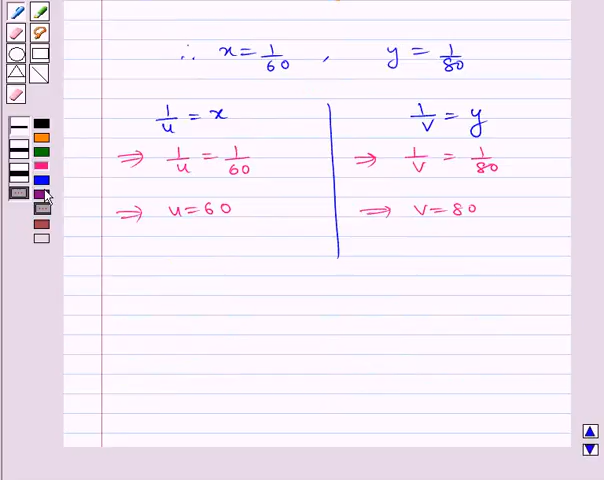 ∴ x = 1/60 , y = 1/80
1/u = x
⇒ 1/u = 1/60
⇒ u = 60
1/v = y
⇒ 1/v = 1/80
⇒ v = 80